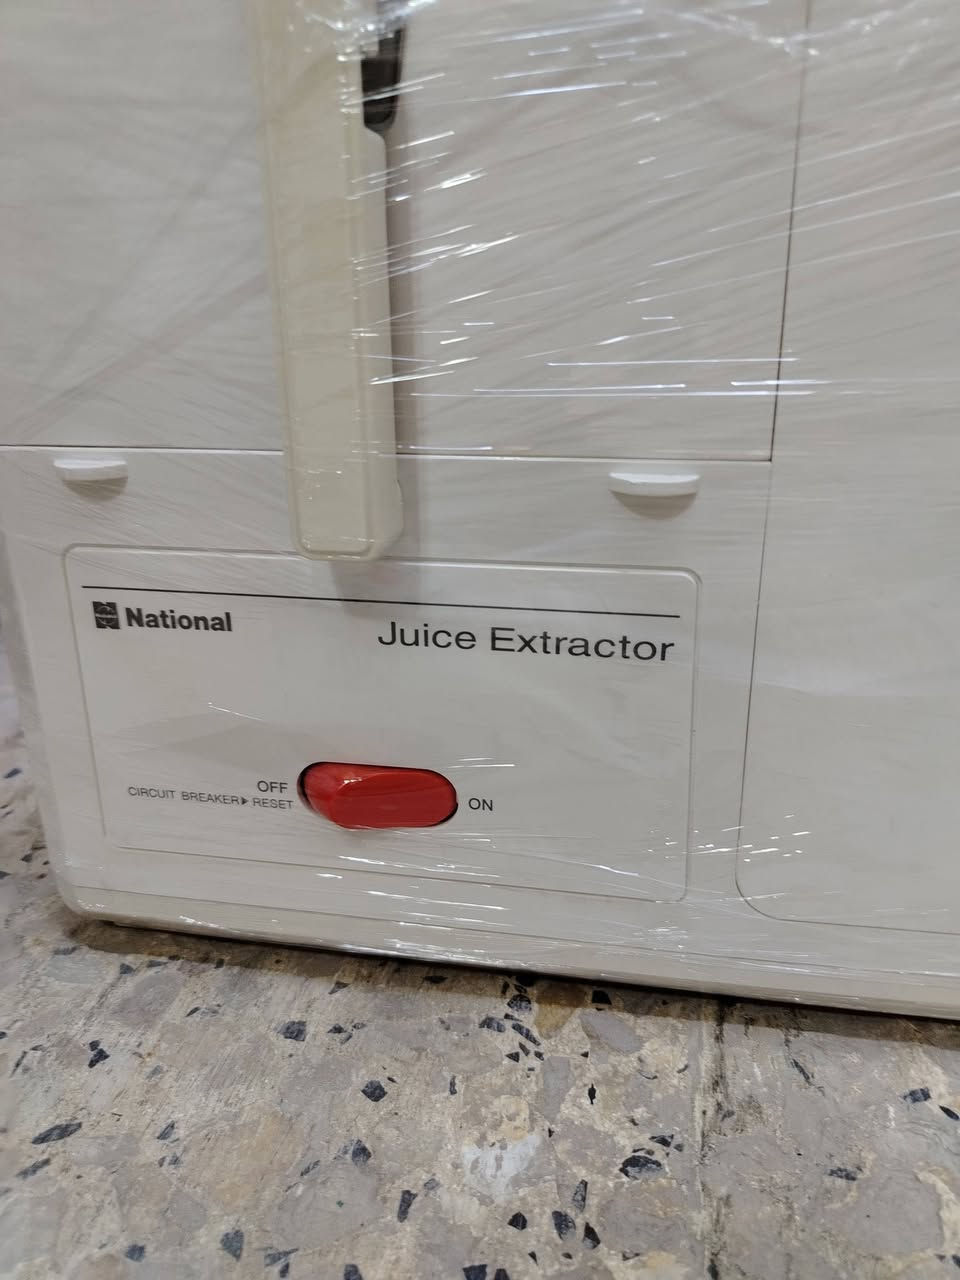 National
Juice Extractor
OFF
CIRCUIT BREAKER▶ RESET
ON